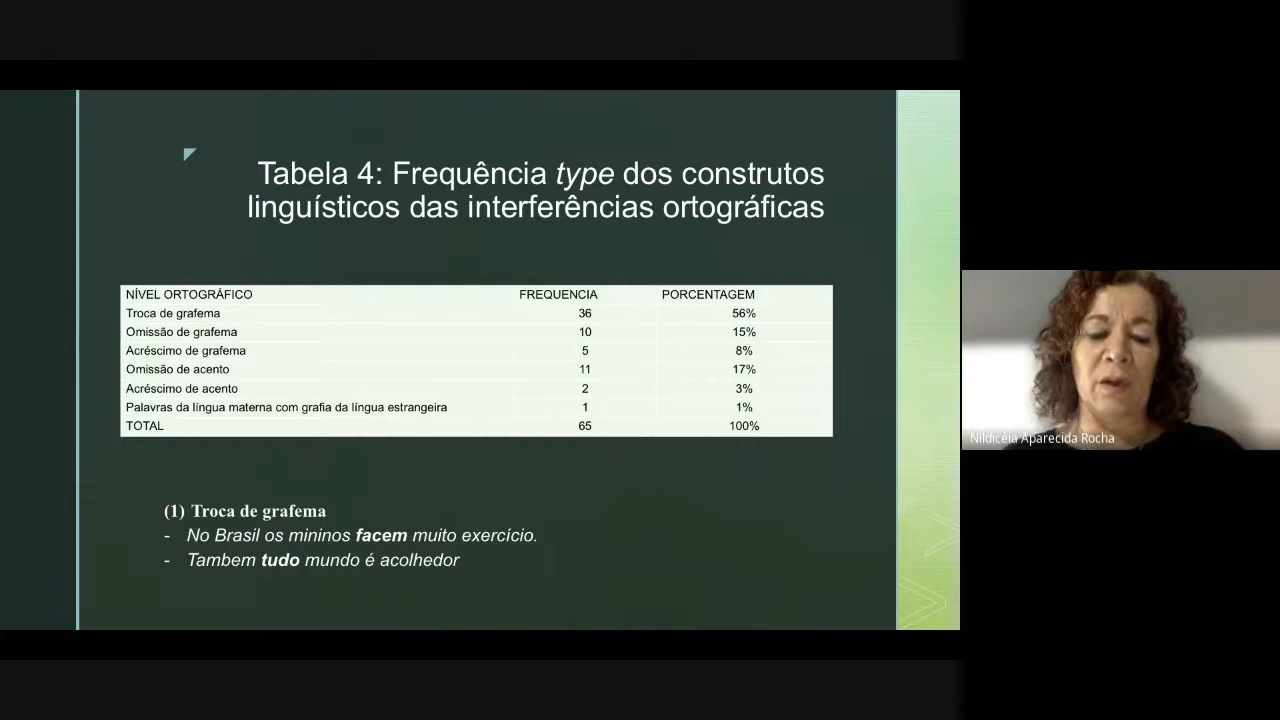 Tabela 4: Frequência type dos construtos
linguísticos das interferências ortográficas
NÍVEL ORTOGRÁFICO FREQUENCIA PORCENTAGEM
Troca de grafema 36 56%
Omissão de grafema 10 15%
Acréscimo de grafema 5 8%
Omissão de acento 11 17%
Acréscimo de acento 2 3%
Palavras da língua materna com grafia da língua estrangeira 1 1%
TOTAL 65 100%
(1) Troca de grafema
- No Brasil os mininos facem muito exercício.
- Tambem tudo mundo é acolhedor
Nildicéia Aparecida Rocha